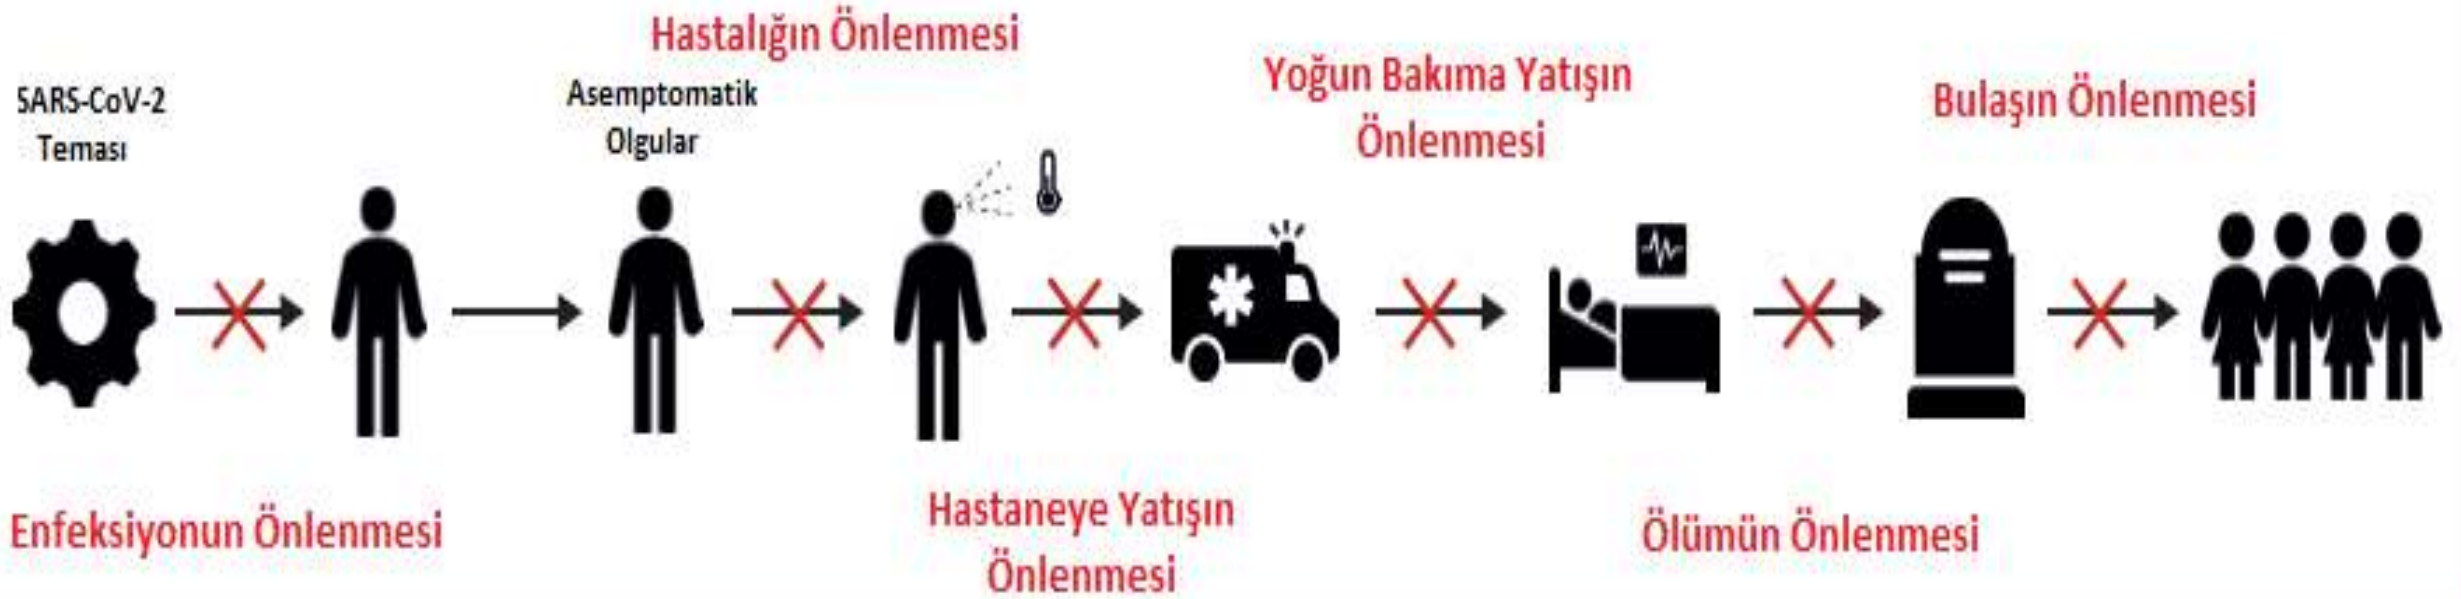 SARS-CoV-2
Teması
Enfeksiyonun Önlenmesi
Asemptomatik
Olgular
Hastalığın Önlenmesi
Hastaneye Yatışın
Önlenmesi
Yoğun Bakıma Yatışın
Önlenmesi
Ölümün Önlenmesi
Bulaşın Önlenmesi